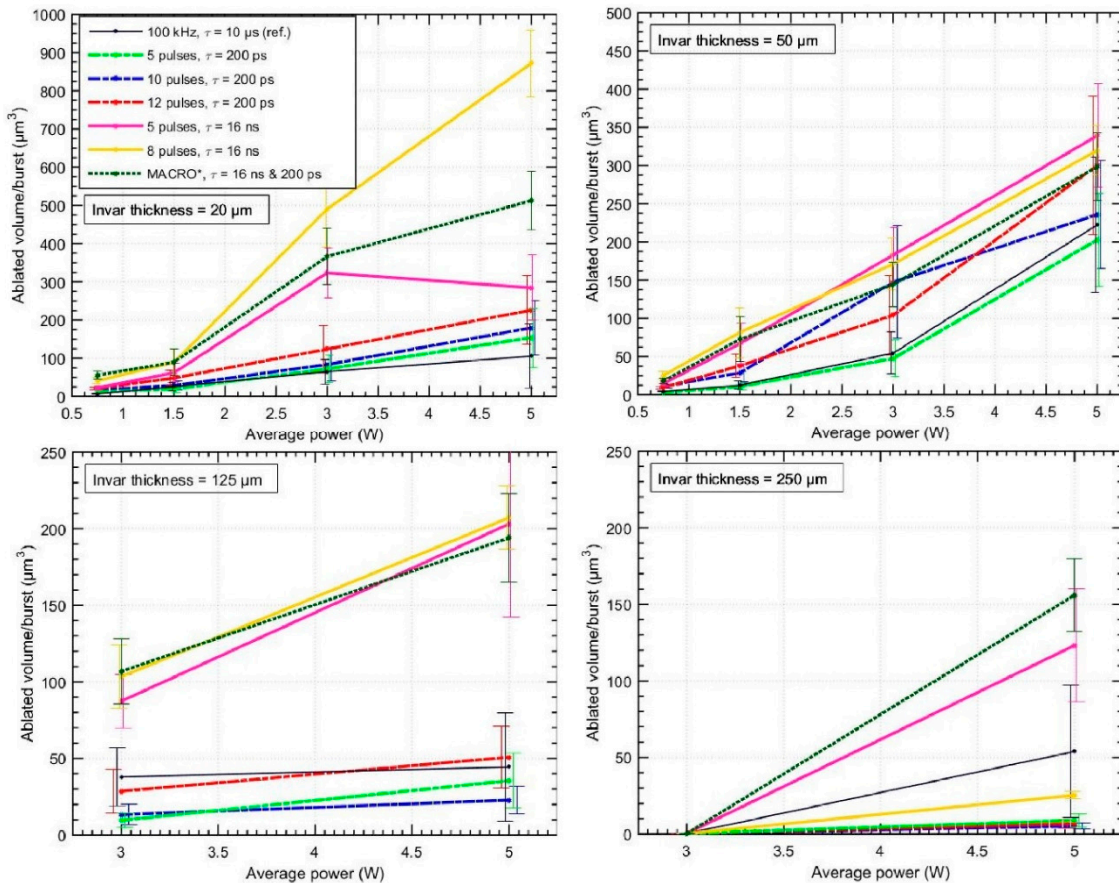 1000
900
800
700
600
500
400
300
200
100
0
Ablated volume/burst (µm³)
100 kHz, τ = 10 µs (ref.)
5 pulses, τ = 200 ps
10 pulses, τ = 200 ps
12 pulses, τ = 200 ps
5 pulses, τ = 16 ns
8 pulses, τ = 16 ns
MACRO*, τ = 16 ns & 200 ps
Invar thickness = 20 µm
0.5 1 1.5 2 2.5 3 3.5 4 4.5 5
Average power (W)
500
450
400
350
300
250
200
150
100
50
0
Ablated volume/burst (µm³)
Invar thickness = 50 µm
0.5 1 1.5 2 2.5 3 3.5 4 4.5 5
Average power (W)
250
200
150
100
50
0
Ablated volume/burst (µm³)
Invar thickness = 125 µm
3 3.5 4 4.5 5
Average power (W)
250
200
150
100
50
0
Ablated volume/burst (µm³)
Invar thickness = 250 µm
3 3.5 4 4.5 5
Average power (W)